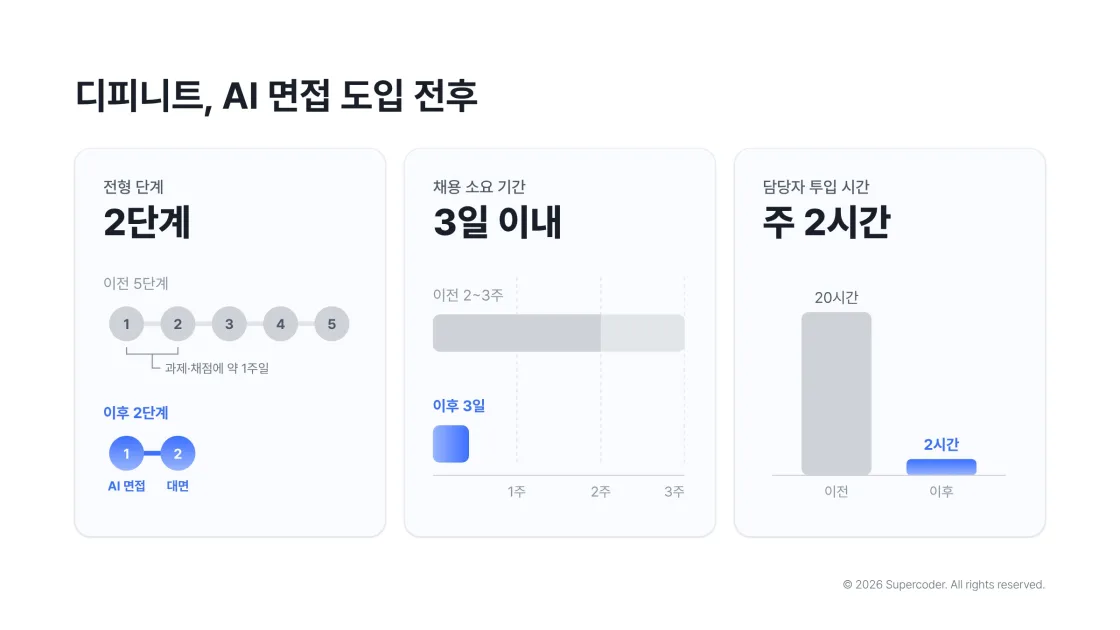 디피니트, AI 면접 도입 전후
전형 단계
2단계
이전 5단계
1 2 3 4 5
과제·채점에 약 1주일
이후 2단계
1 2
AI 면접 대면
채용 소요 기간
3일 이내
이전 2~3주
이후 3일
1주 2주 3주
담당자 투입 시간
주 2시간
20시간
2시간
이전 이후
© 2026 Supercoder. All rights reserved.